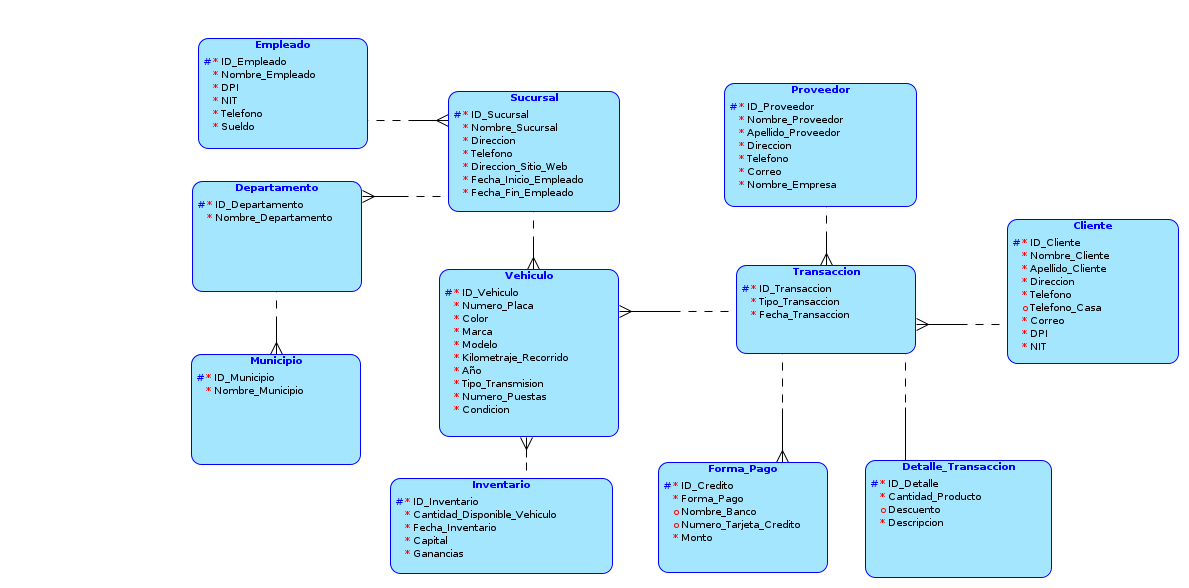 Empleado
#* ID_Empleado
* Nombre_Empleado
* DPI
* NIT
* Telefono
* Sueldo
Sucursal
#* ID_Sucursal
* Nombre_Sucursal
* Direccion
* Telefono
* Direccion_Sitio_Web
* Fecha_Inicio_Empleado
* Fecha_Fin_Empleado
Proveedor
#* ID_Proveedor
* Nombre_Proveedor
* Apellido_Proveedor
* Direccion
* Telefono
* Correo
* Nombre_Empresa
Departamento
#* ID_Departamento
* Nombre_Departamento
Cliente
#* ID_Cliente
* Nombre_Cliente
* Apellido_Cliente
* Direccion
* Telefono
o Telefono_Casa
* Correo
* DPI
* NIT
Vehiculo
#* ID_Vehiculo
* Numero_Placa
* Color
* Marca
* Modelo
* Kilometraje_Recorrido
* Año
* Tipo_Transmision
* Numero_Puestas
* Condicion
Transaccion
#* ID_Transaccion
* Tipo_Transaccion
* Fecha_Transaccion
Municipio
#* ID_Municipio
* Nombre_Municipio
Inventario
#* ID_Inventario
* Cantidad_Disponible_Vehiculo
* Fecha_Inventario
* Capital
* Ganancias
Forma_Pago
#* ID_Credito
* Forma_Pago
o Nombre_Banco
o Numero_Tarjeta_Credito
* Monto
Detalle_Transaccion
#* ID_Detalle
* Cantidad_Producto
o Descuento
* Descripcion